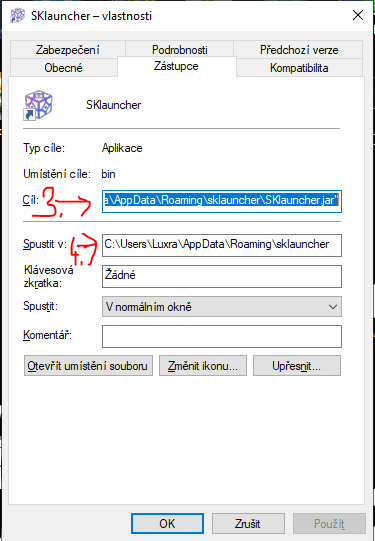 SKlauncher – vlastnosti
Zabezpečení Podrobnosti Předchozí verze
Obecné Zástupce Kompatibilita
SKlauncher
Typ cíle: Aplikace
Umístění cíle: bin
Cíl: a\AppData\Roaming\sklauncher\SKlauncher.jar"
3.
Spustit v: C:\Users\Luxra\AppData\Roaming\sklauncher
4.
Klávesová
zkratka: Žádné
Spustit: V normálním okně
Komentář:
Otevřít umístění souboru Změnit ikonu... Upřesnit...
OK Zrušit Použít